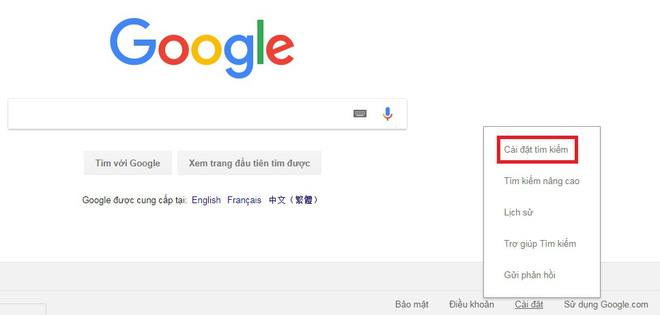 Google
Tìm với Google
Xem trang đầu tiên tìm được
Google được cung cấp tại: English Français 中文（繁體）
Cài đặt tìm kiếm
Tìm kiếm nâng cao
Lịch sử
Trợ giúp Tìm kiếm
Gửi phản hồi
Bảo mật Điều khoản Cài đặt Sử dụng Google.com